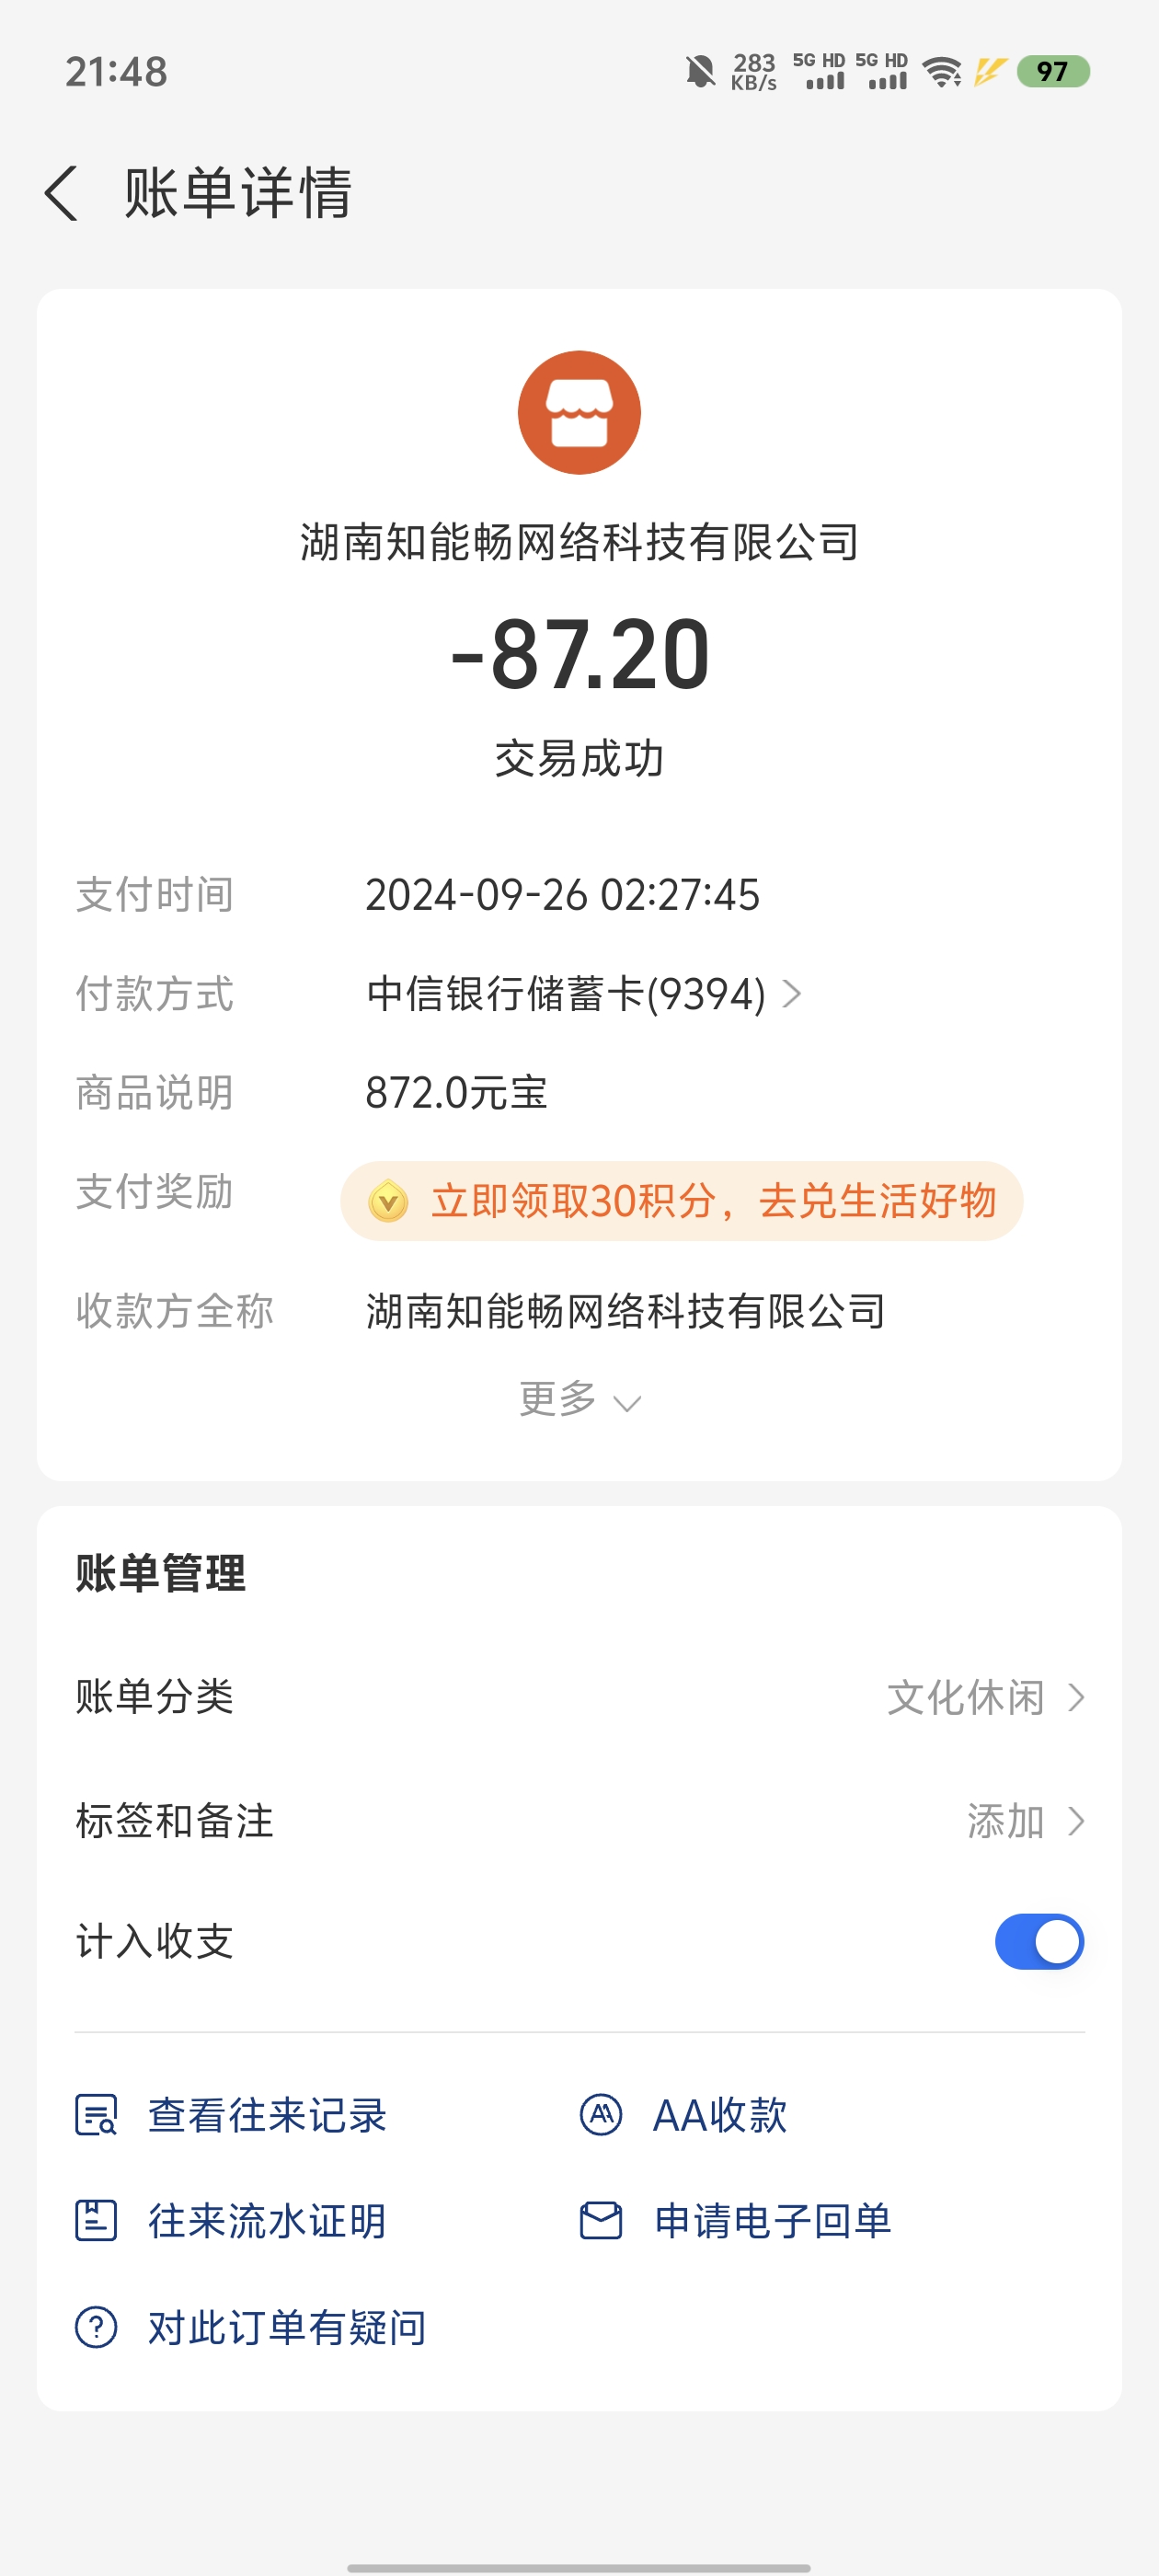 21:48
283 KB/s 5G HD 5G HD 97
账单详情
湖南知能畅网络科技有限公司
-87.20
交易成功
支付时间 2024-09-26 02:27:45
付款方式 中信银行储蓄卡(9394)
商品说明 872.0元宝
支付奖励 立即领取30积分，去兑生活好物
收款方全称 湖南知能畅网络科技有限公司
更多
账单管理
账单分类 文化休闲
标签和备注 添加
计入收支
查看往来记录 AA收款
往来流水证明 申请电子回单
对此订单有疑问